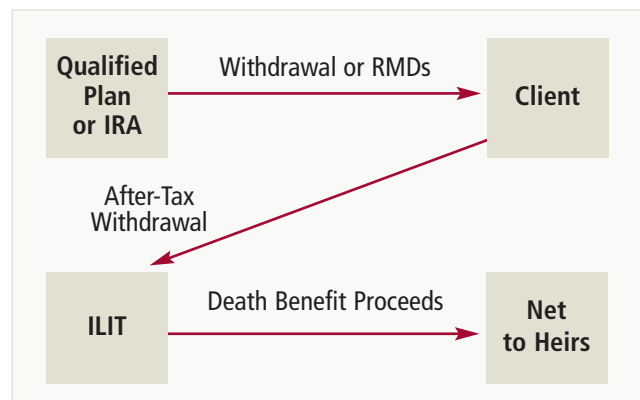 Qualified
Plan
or IRA
Withdrawal or RMDs
Client
After-Tax
Withdrawal
ILIT
Death Benefit Proceeds
Net
to Heirs